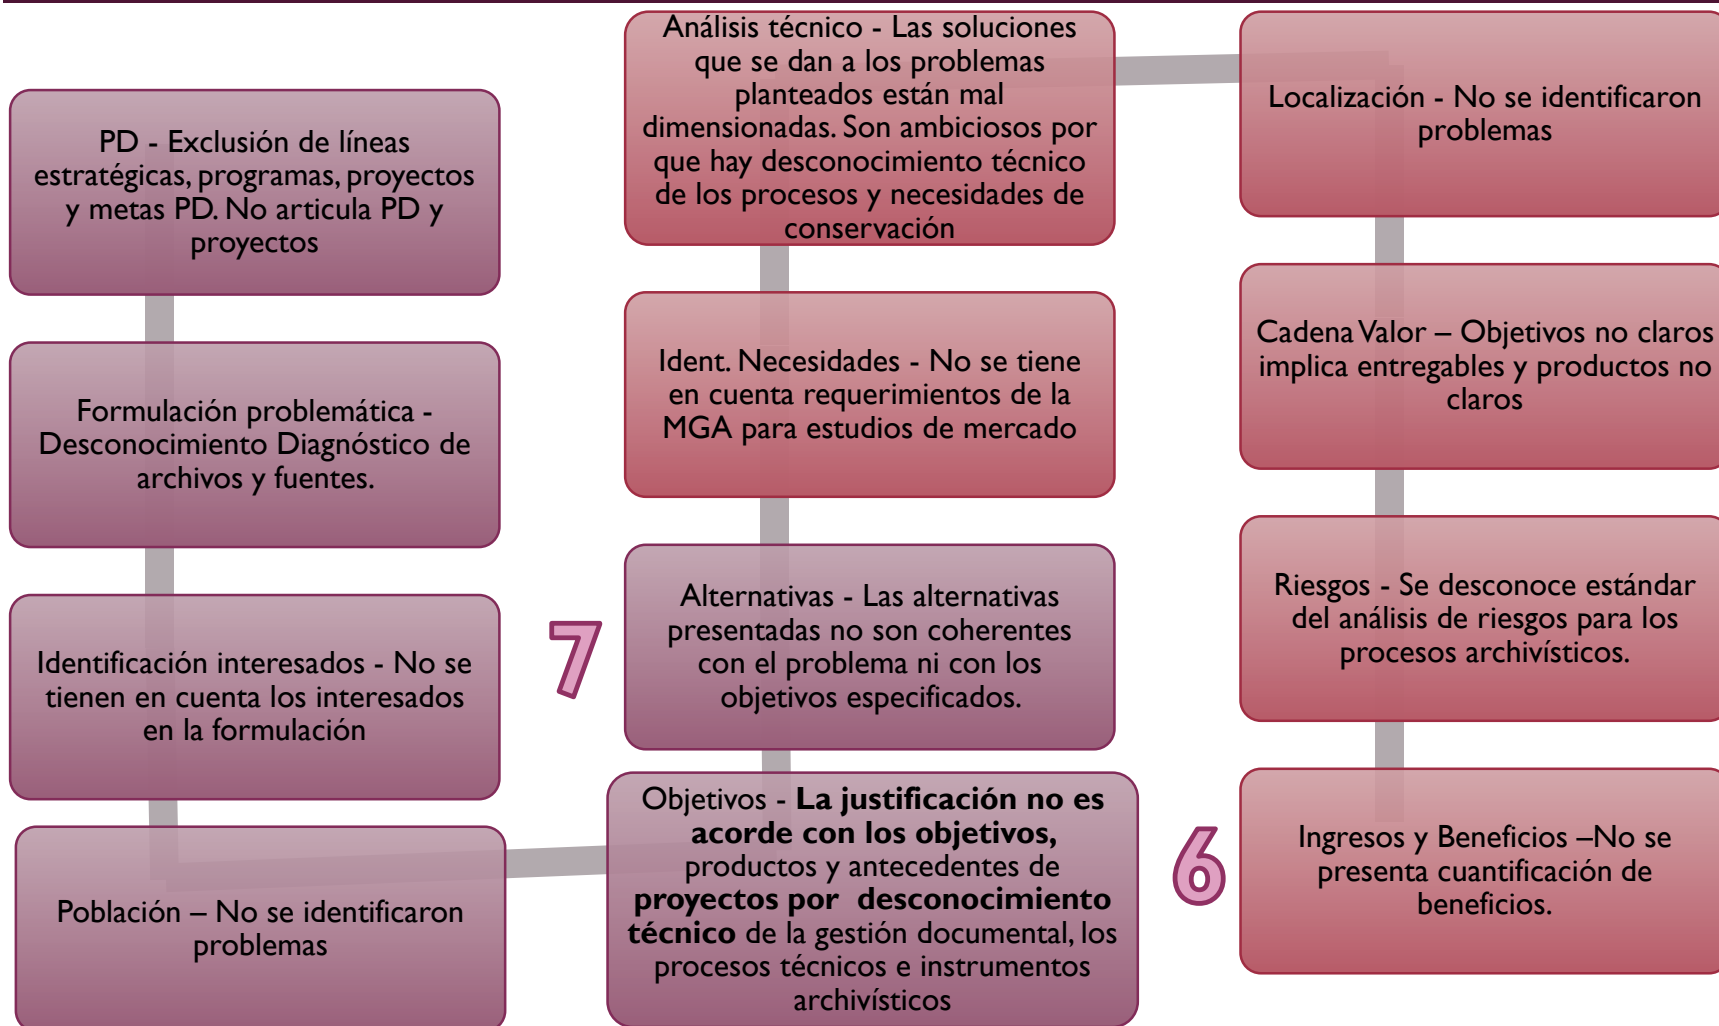 PD - Exclusión de líneas
estratégicas, programas, proyectos
y metas PD. No articula PD y
proyectos
Formulación problemática -
Desconocimiento Diagnóstico de
archivos y fuentes.
Identificación interesados - No se
tienen en cuenta los interesados
en la formulación
Población – No se identificaron
problemas
7
Análisis técnico - Las soluciones
que se dan a los problemas
planteados están mal
dimensionadas. Son ambiciosos por
que hay desconocimiento técnico
de los procesos y necesidades de
conservación
Ident. Necesidades - No se tiene
en cuenta requerimientos de la
MGA para estudios de mercado
Alternativas - Las alternativas
presentadas no son coherentes
con el problema ni con los
objetivos especificados.
Objetivos - La justificación no es
acorde con los objetivos,
productos y antecedentes de
proyectos por desconocimiento
técnico de la gestión documental, los
procesos técnicos e instrumentos
archivísticos
6
Localización - No se identificaron
problemas
Cadena Valor – Objetivos no claros
implica entregables y productos no
claros
Riesgos - Se desconoce estándar
del análisis de riesgos para los
procesos archivísticos.
Ingresos y Beneficios –No se
presenta cuantificación de
beneficios.